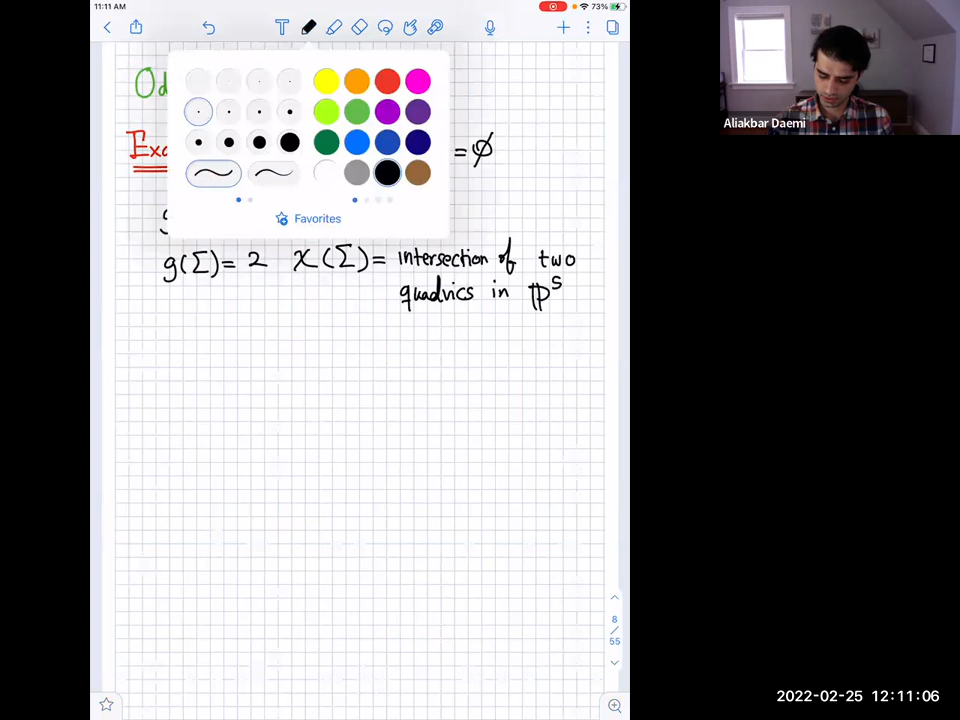 11:11 AM
73%
Od
Exa
= ∅
Favorites
g(Σ) = 2 X(Σ) = intersection of two
quadrics in ℙ⁵
8
/
55
Aliakbar Daemi
2022-02-25 12:11:06